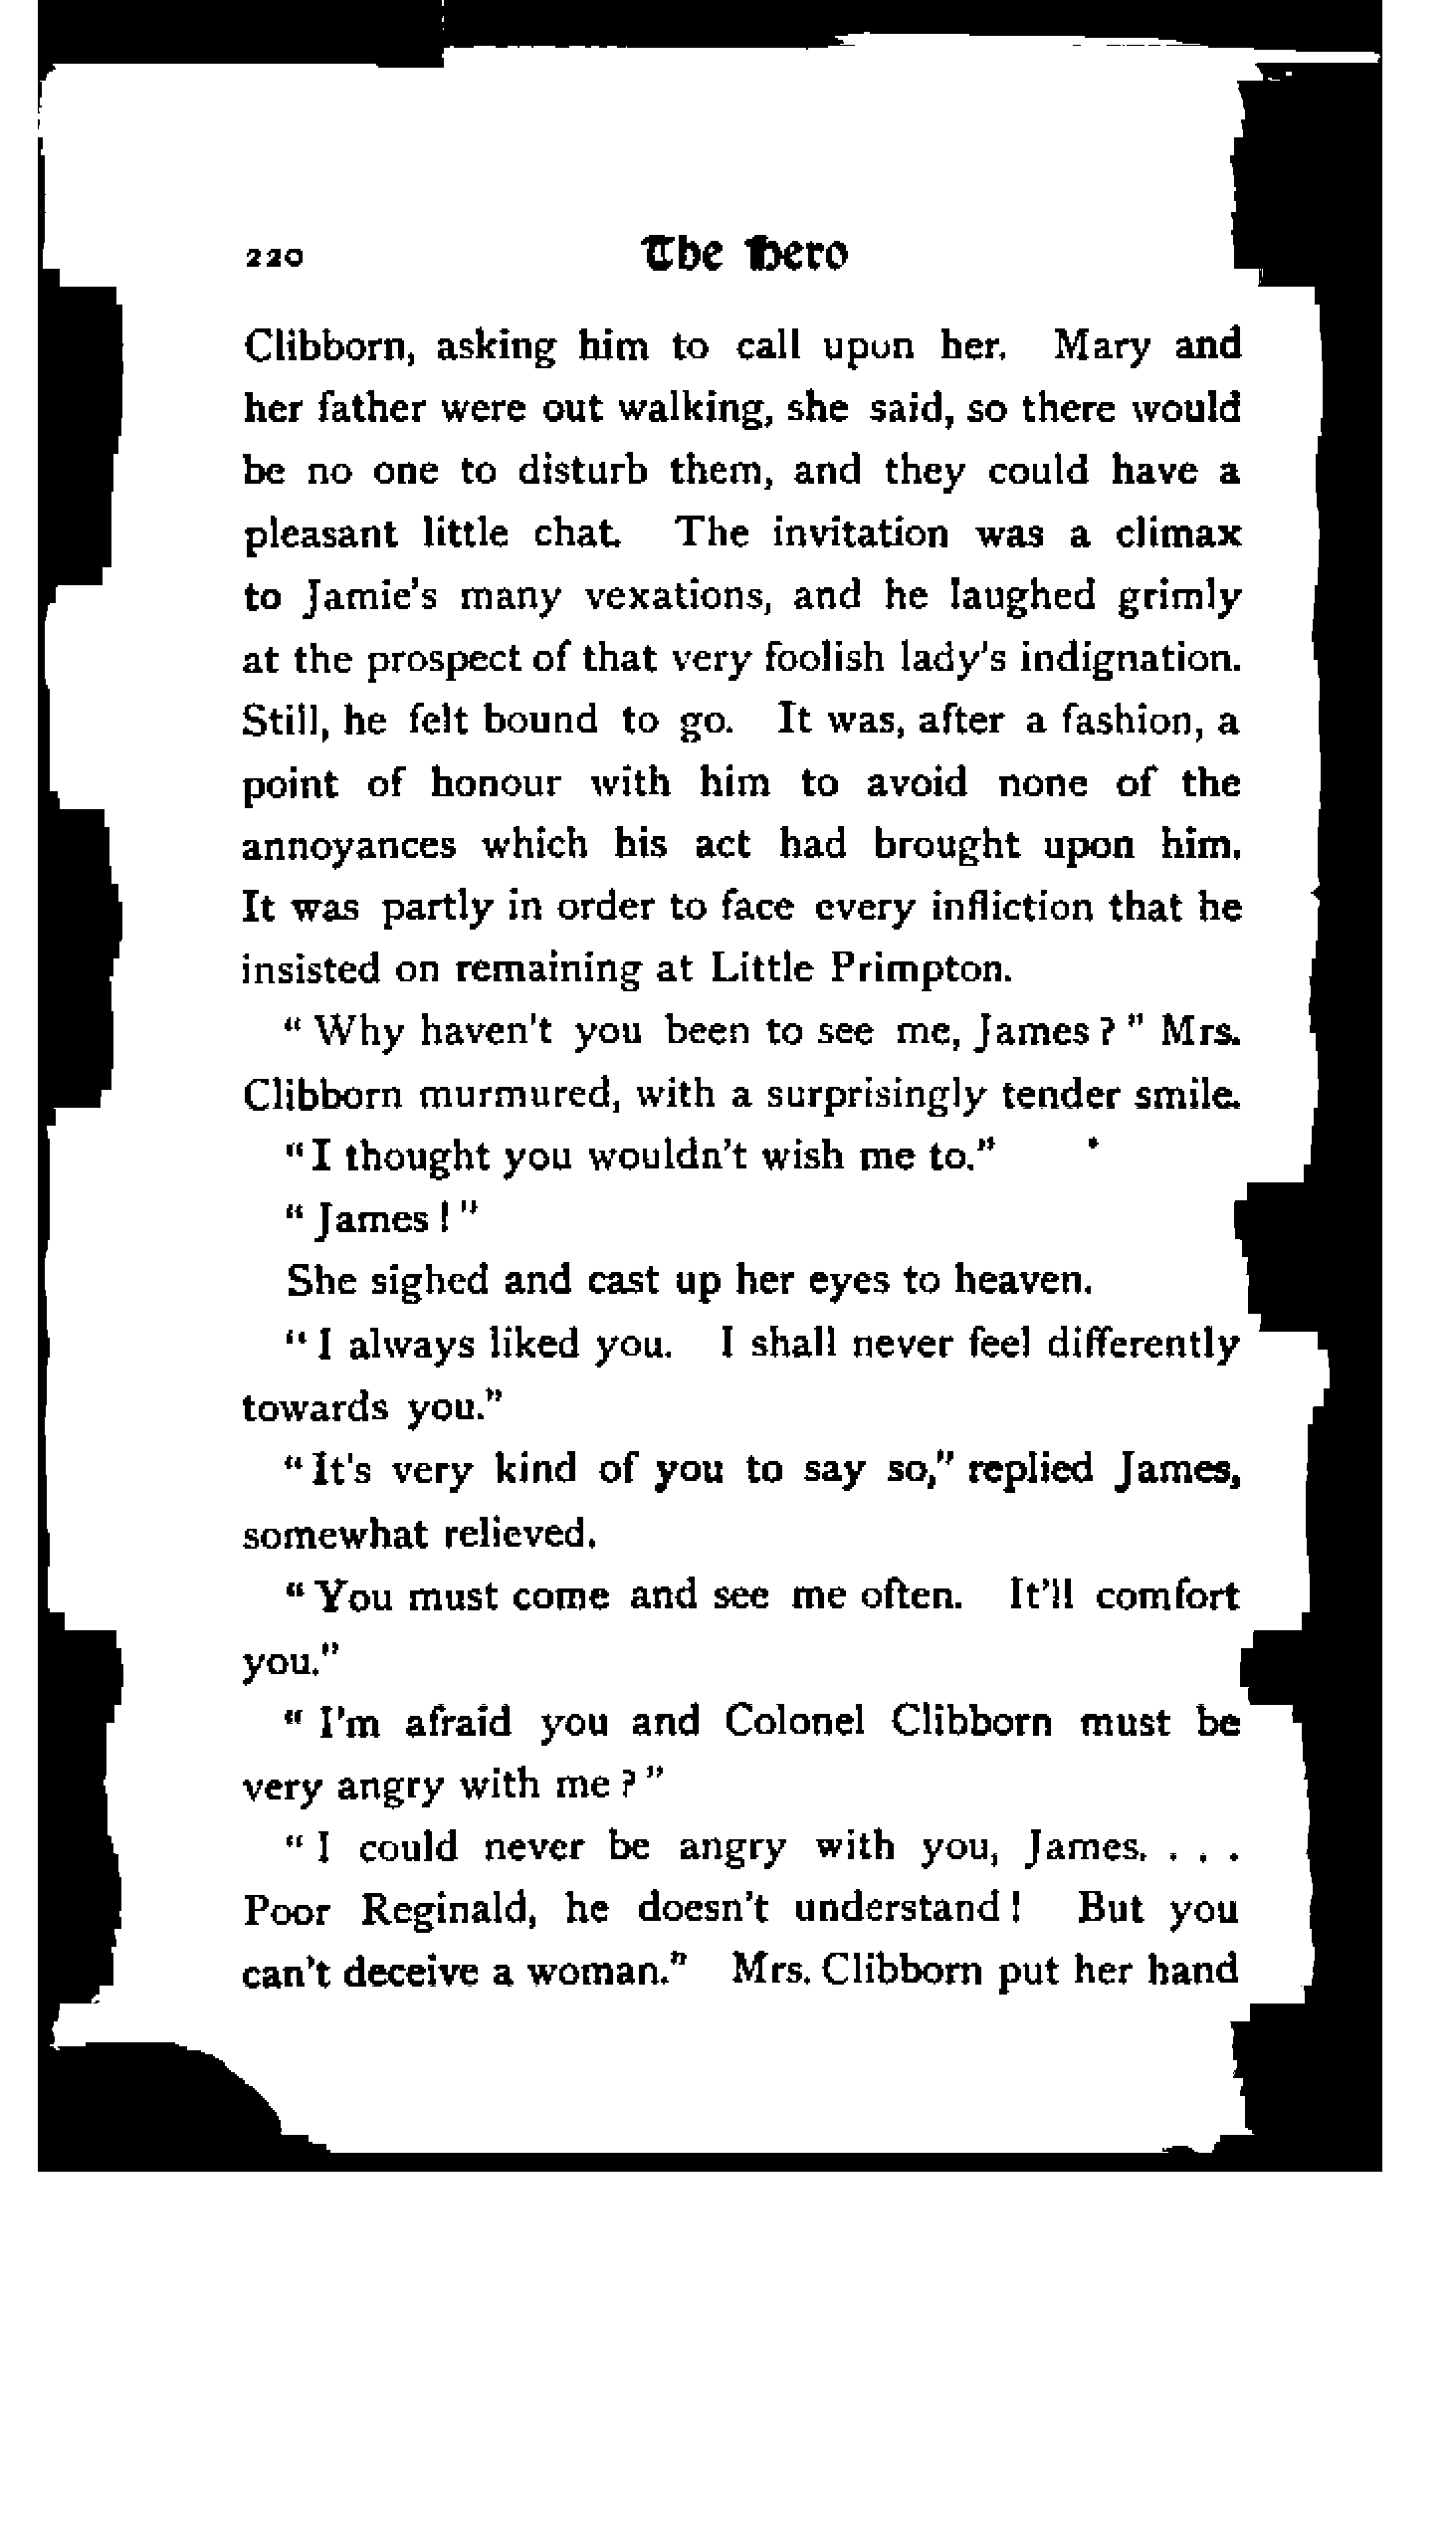 220 The Hero
Clibborn, asking him to call upon her. Mary and
her father were out walking, she said, so there would
be no one to disturb them, and they could have a
pleasant little chat. The invitation was a climax
to Jamie's many vexations, and he laughed grimly
at the prospect of that very foolish lady's indignation.
Still, he felt bound to go. It was, after a fashion, a
point of honour with him to avoid none of the
annoyances which his act had brought upon him.
It was partly in order to face every infliction that he
insisted on remaining at Little Primpton.
“Why haven't you been to see me, James?” Mrs.
Clibborn murmured, with a surprisingly tender smile.
“I thought you wouldn't wish me to.”
“James!”
She sighed and cast up her eyes to heaven.
“I always liked you. I shall never feel differently
towards you.”
“It's very kind of you to say so,” replied James,
somewhat relieved.
“You must come and see me often. It'll comfort
you.”
“I'm afraid you and Colonel Clibborn must be
very angry with me?”
“I could never be angry with you, James. . . .
Poor Reginald, he doesn't understand! But you
can't deceive a woman.” Mrs. Clibborn put her hand